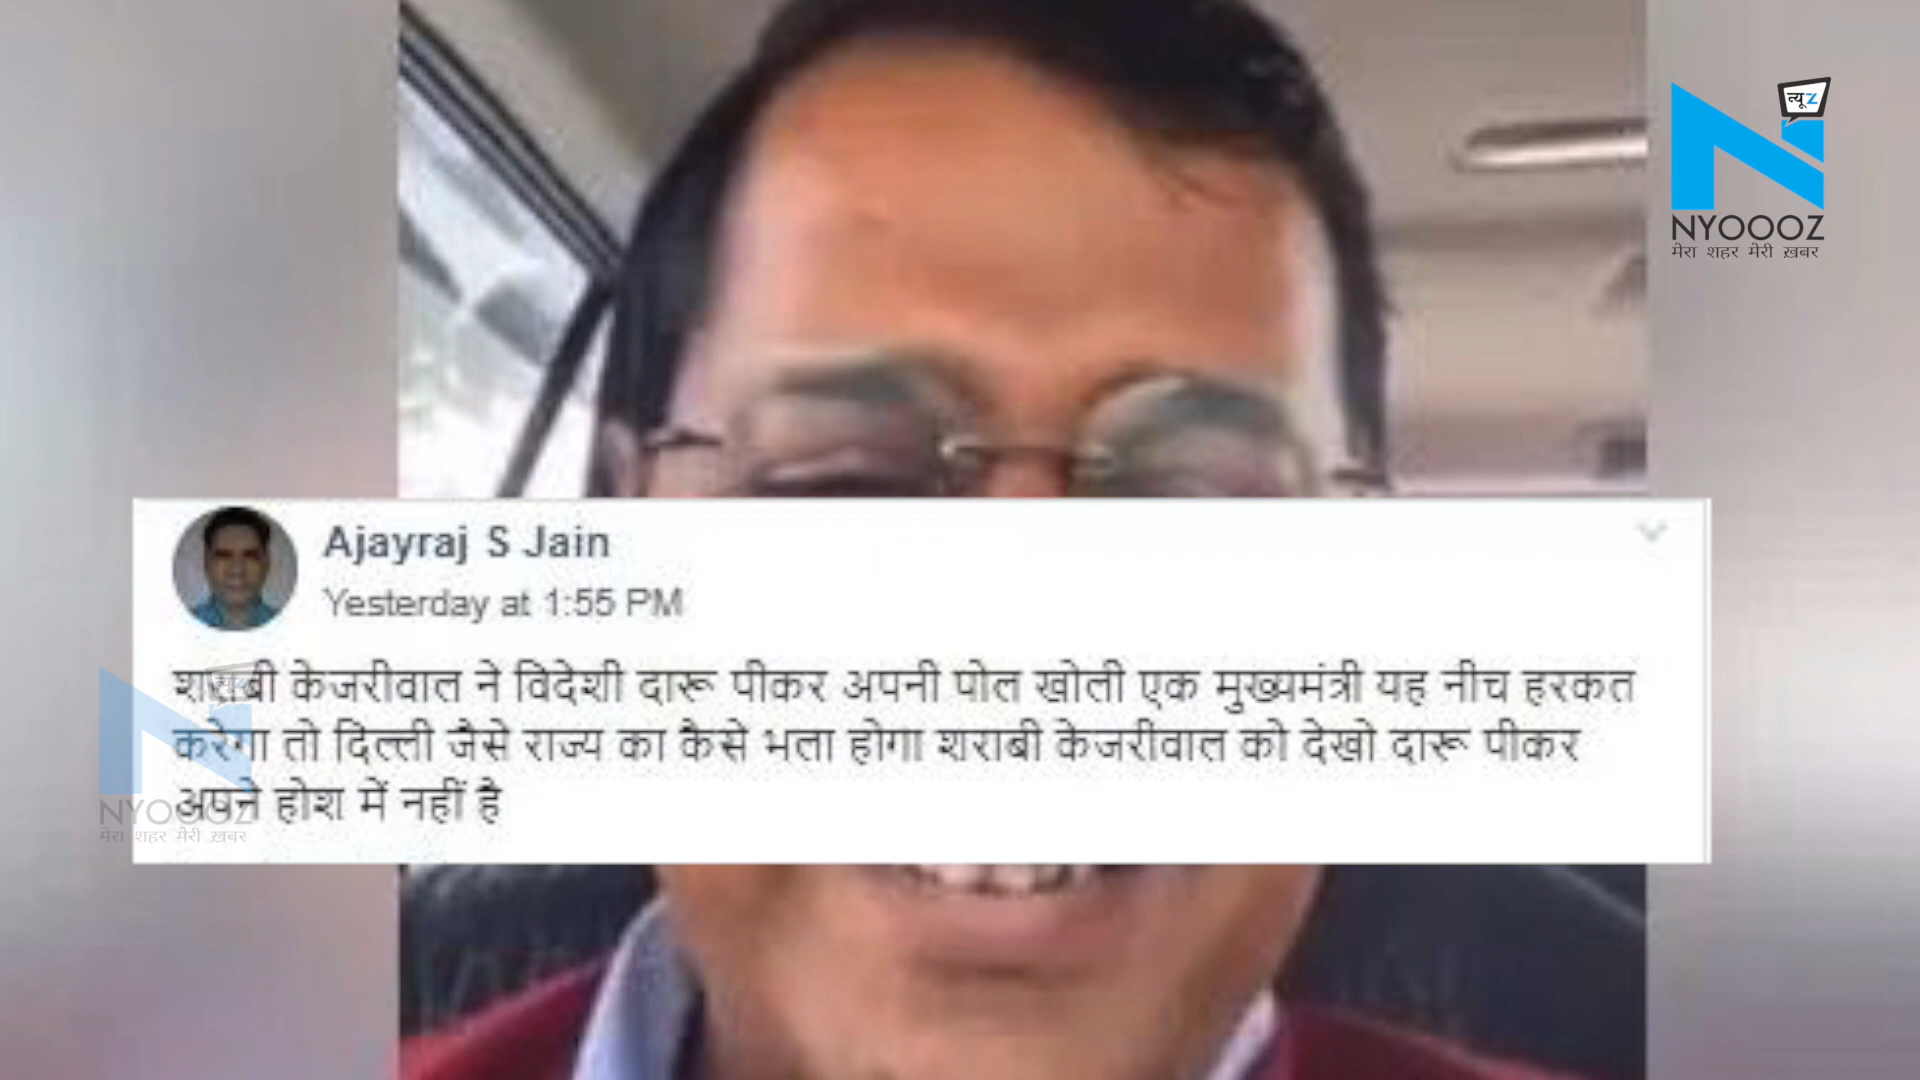 न्यूZ
NYOOOZ
मेरा शहर मेरी ख़बर
Ajayraj S Jain
Yesterday at 1:55 PM
शराबी केजरीवाल ने विदेशी दारू पीकर अपनी पोल खोली एक मुख्यमंत्री यह नीच हरकत
करेगा तो दिल्ली जैसे राज्य का कैसे भला होगा शराबी केजरीवाल को देखो दारू पीकर
अपने होश में नहीं है
न्यूZ
NYOOOZ
मेरा शहर मेरी ख़बर